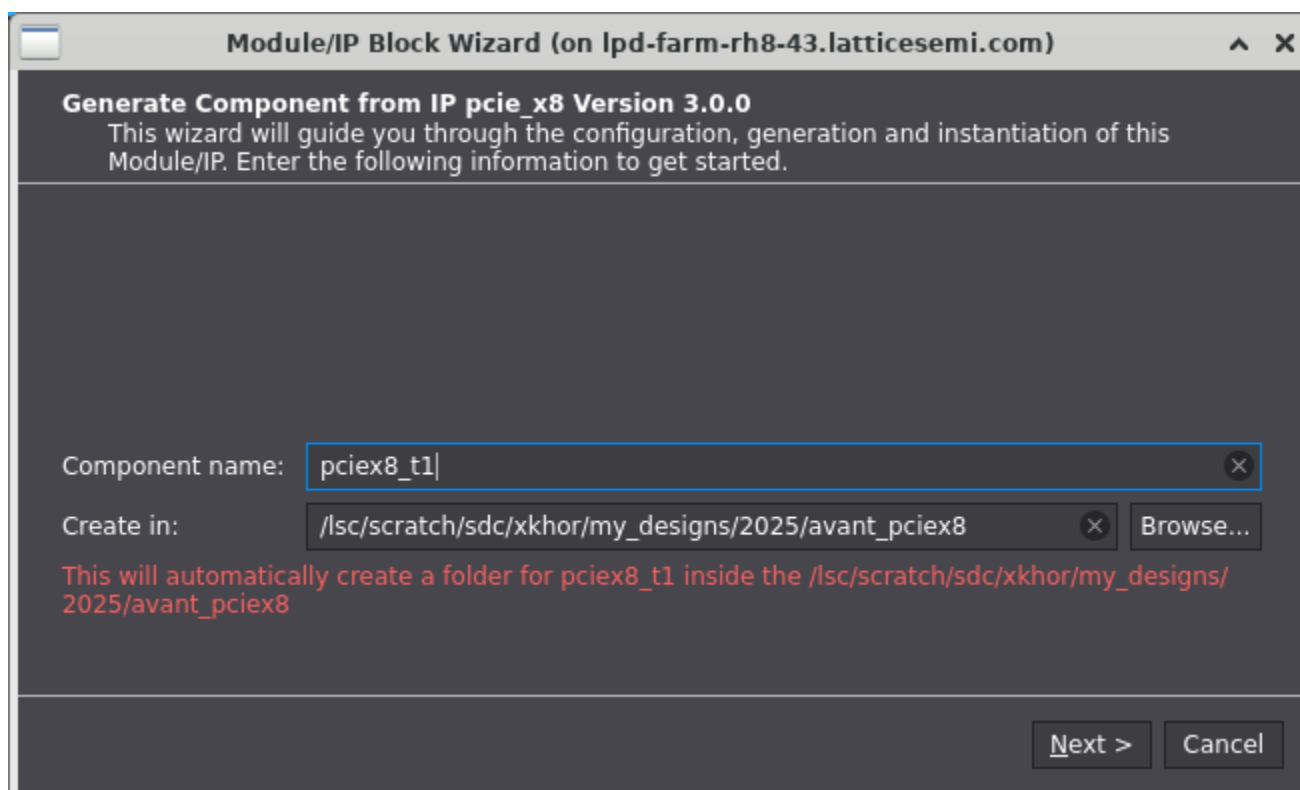 Module/IP Block Wizard (on lpd-farm-rh8-43.latticesemi.com)
Generate Component from IP pcie_x8 Version 3.0.0
This wizard will guide you through the configuration, generation and instantiation of this
Module/IP. Enter the following information to get started.
Component name: pciex8_t1
Create in: /lsc/scratch/sdc/xkhor/my_designs/2025/avant_pciex8 Browse...
This will automatically create a folder for pciex8_t1 inside the /lsc/scratch/sdc/xkhor/my_designs/
2025/avant_pciex8
Next > Cancel